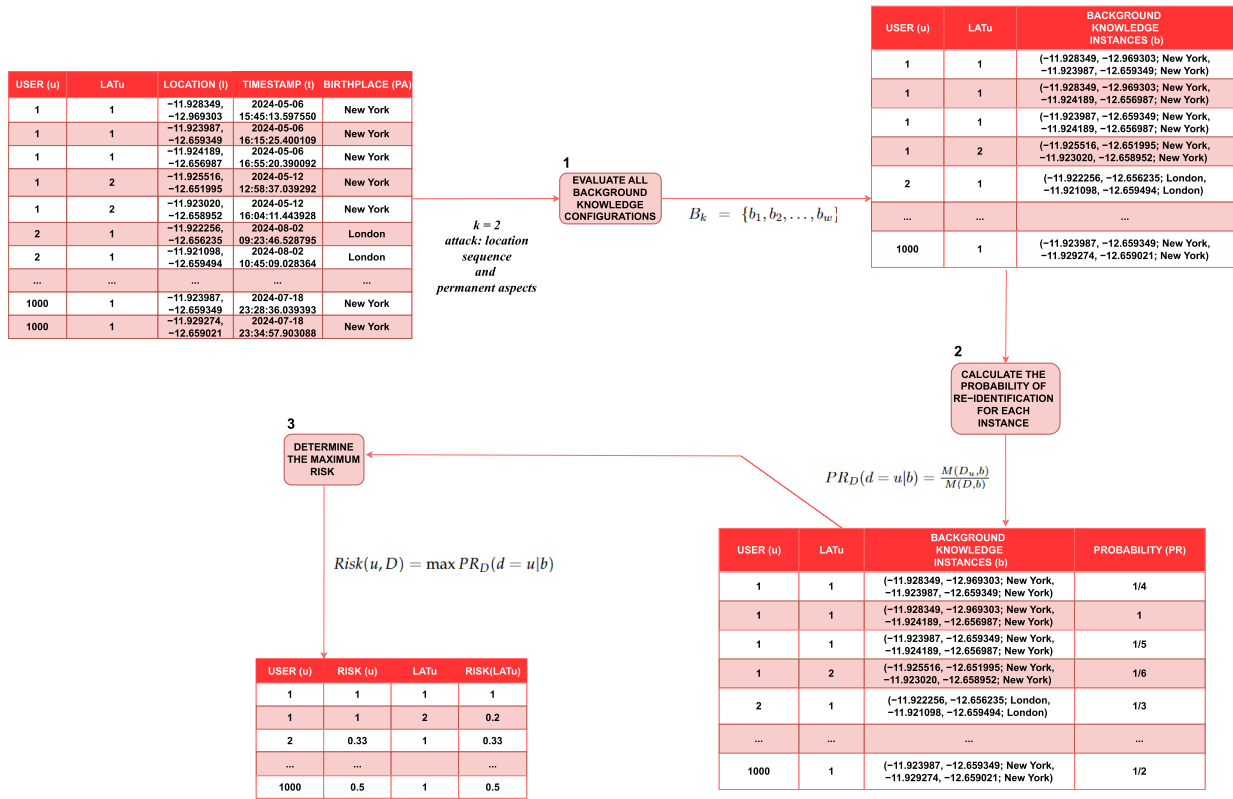 USER (u) LATu LOCATION (l) TIMESTAMP (t) BIRTHPLACE (PA)
1 1 −11.928349, −12.969303 2024-05-06 15:45:13.597550 New York
1 1 −11.923987, −12.659349 2024-05-06 16:15:25.400109 New York
1 1 −11.924189, −12.656987 2024-05-06 16:55:20.390092 New York
1 2 −11.925516, −12.651995 2024-05-12 12:58:37.039292 New York
1 2 −11.923020, −12.658952 2024-05-12 16:04:11.443928 New York
2 1 −11.922256, −12.656235 2024-08-02 09:23:46.528795 London
2 1 −11.921098, −12.659494 2024-08-02 10:45:09.028364 London
... ... ... ... ...
1000 1 −11.923987, −12.659349 2024-07-18 23:28:36.039393 New York
1000 1 −11.929274, −12.659021 2024-07-18 23:34:57.903088 New York
k = 2
attack: location
sequence
and
permanent aspects
1
EVALUATE ALL
BACKGROUND
KNOWLEDGE
CONFIGURATIONS
B_k = {b_1, b_2, . . . , b_w}
USER (u) LATu BACKGROUND KNOWLEDGE INSTANCES (b)
1 1 (−11.928349, −12.969303; New York, −11.923987, −12.659349; New York)
1 1 (−11.928349, −12.969303; New York, −11.924189, −12.656987; New York)
1 1 (−11.923987, −12.659349; New York, −11.924189, −12.656987; New York)
1 2 (−11.925516, −12.651995; New York, −11.923020, −12.658952; New York)
2 1 (−11.922256, −12.656235; London, −11.921098, −12.659494; London)
... ... ...
1000 1 (−11.923987, −12.659349; New York, −11.929274, −12.659021; New York)
2
CALCULATE THE
PROBABILITY OF
RE−IDENTIFICATION
FOR EACH
INSTANCE
PR_D(d = u|b) = M(D_u,b) / M(D,b)
USER (u) LATu BACKGROUND KNOWLEDGE INSTANCES (b) PROBABILITY (PR)
1 1 (−11.928349, −12.969303; New York, −11.923987, −12.659349; New York) 1/4
1 1 (−11.928349, −12.969303; New York, −11.924189, −12.656987; New York) 1
1 1 (−11.923987, −12.659349; New York, −11.924189, −12.656987; New York) 1/5
1 2 (−11.925516, −12.651995; New York, −11.923020, −12.658952; New York) 1/6
2 1 (−11.922256, −12.656235; London, −11.921098, −12.659494; London) 1/3
... ... ... ...
1000 1 (−11.923987, −12.659349; New York, −11.929274, −12.659021; New York) 1/2
3
DETERMINE
THE MAXIMUM
RISK
Risk(u, D) = max PR_D(d = u|b)
USER (u) RISK (u) LATu RISK(LATu)
1 1 1 1
1 1 2 0.2
2 0.33 1 0.33
... ... ...
1000 0.5 1 0.5